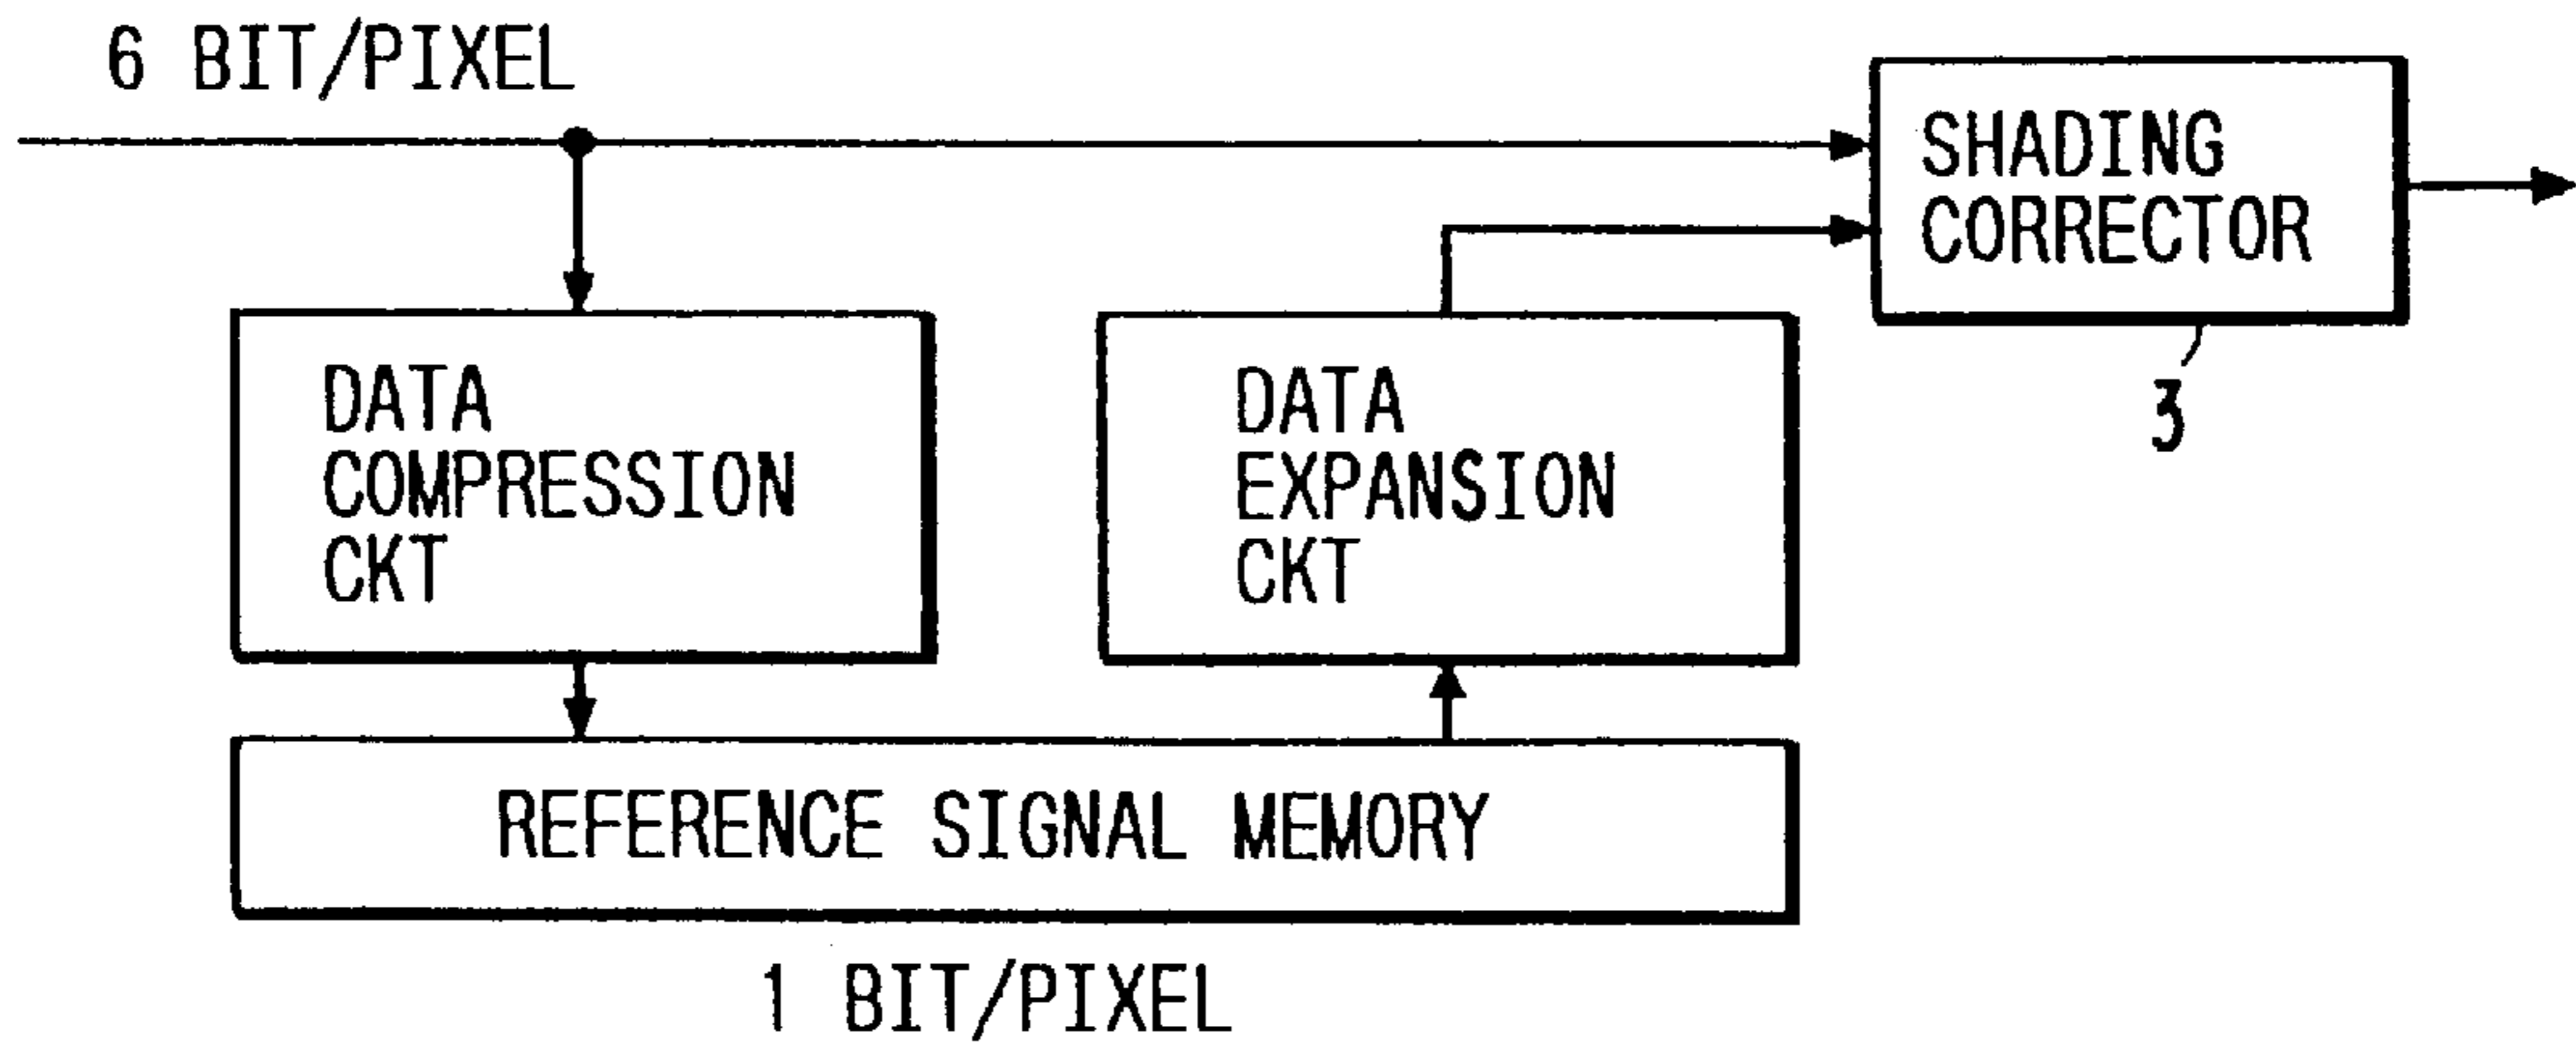 6 BIT/PIXEL
SHADING
CORRECTOR
3
DATA
COMPRESSION
CKT
DATA
EXPANSION
CKT
REFERENCE SIGNAL MEMORY
1 BIT/PIXEL